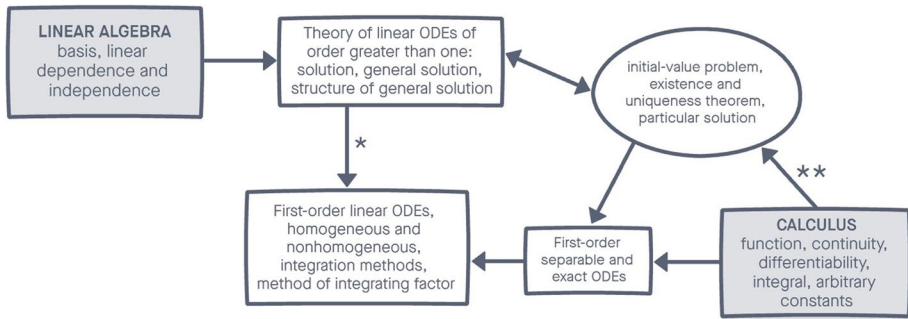 LINEAR ALGEBRA
basis, linear
dependence and
independence
Theory of linear ODEs of
order greater than one:
solution, general solution,
structure of general solution
initial-value problem,
existence and
uniqueness theorem,
particular solution
*
**
First-order linear ODEs,
homogeneous and
nonhomogeneous,
integration methods,
method of integrating factor
First-order
separable and
exact ODEs
CALCULUS
function, continuity,
differentiability,
integral, arbitrary
constants